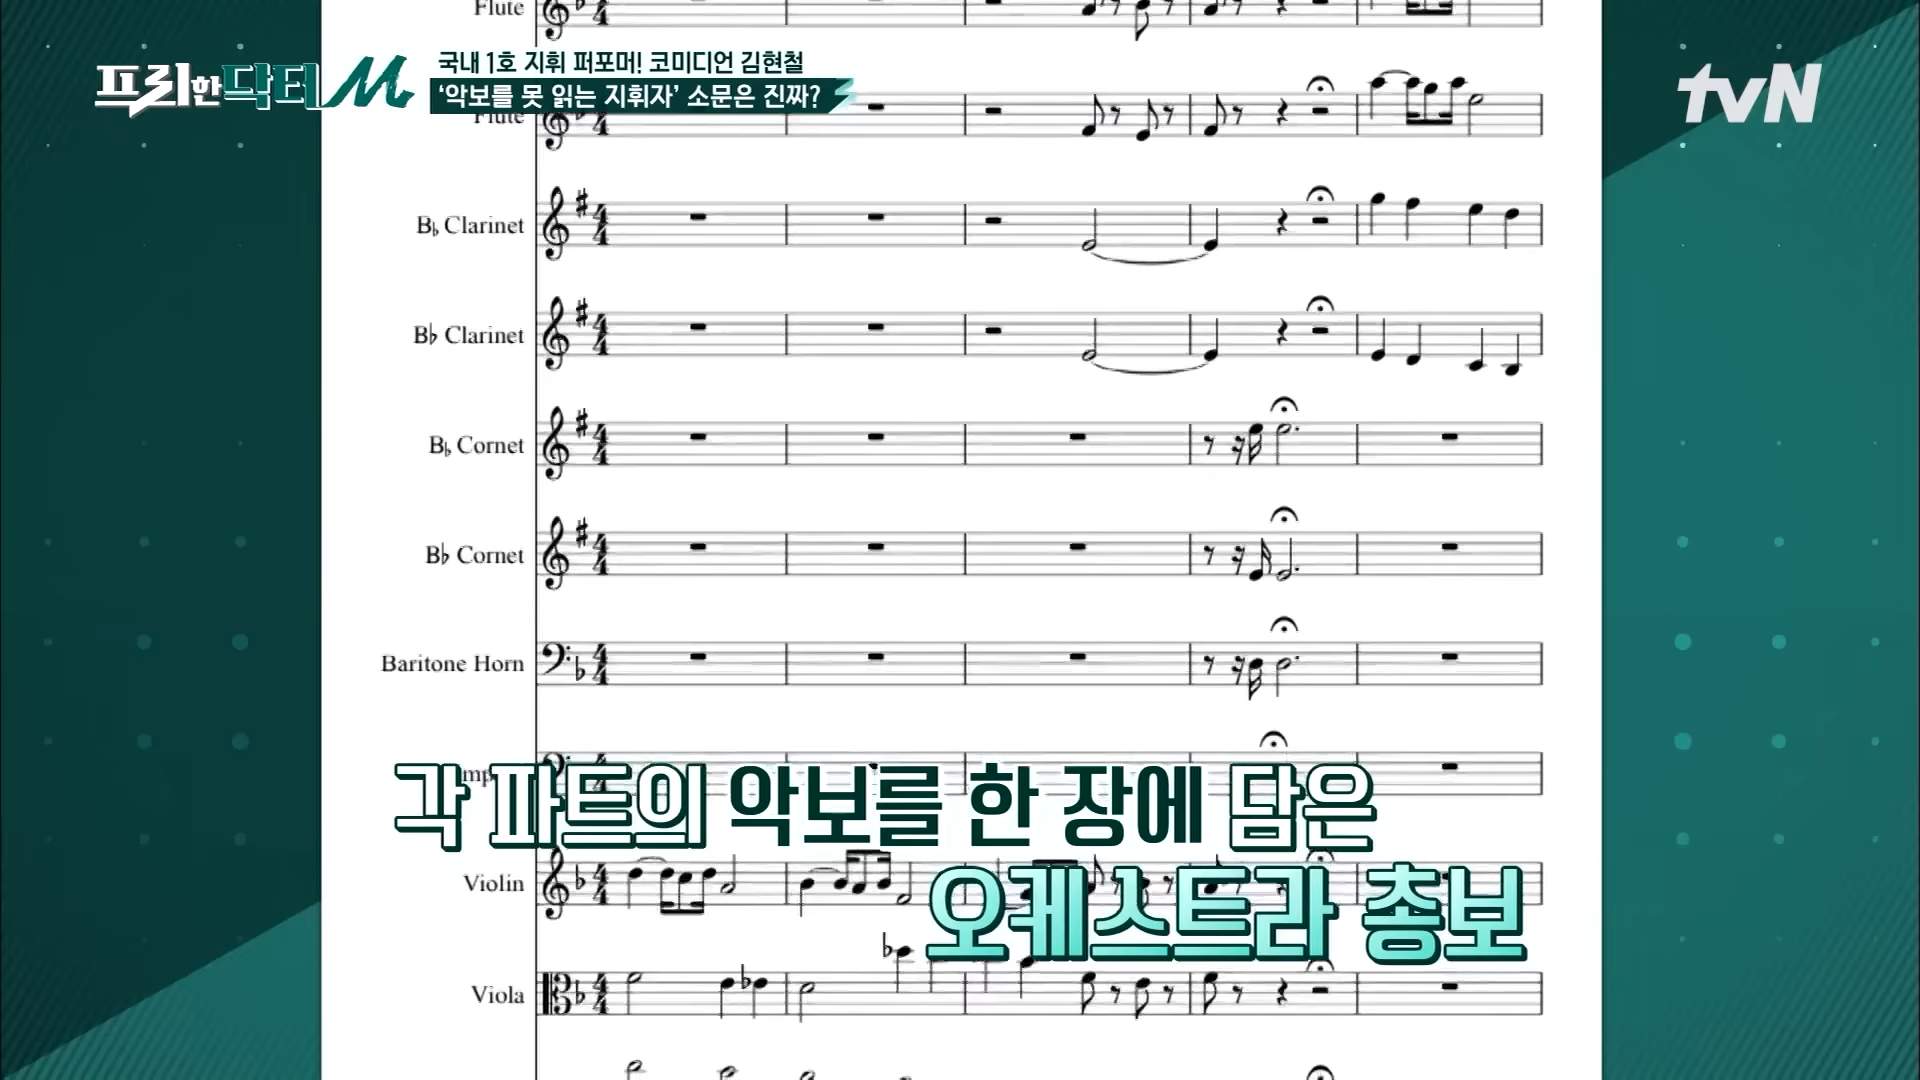 Flute
프리한 닥터 M
국내 1호 지휘 퍼포머! 코미디언 김현철
‘악보를 못 읽는 지휘자’ 소문은 진짜?
tvN
Flute
B♭ Clarinet
B♭ Clarinet
B♭ Cornet
B♭ Cornet
Baritone Horn
각 파트의 악보를 한 장에 담은
오케스트라 총보
Violin
Viola